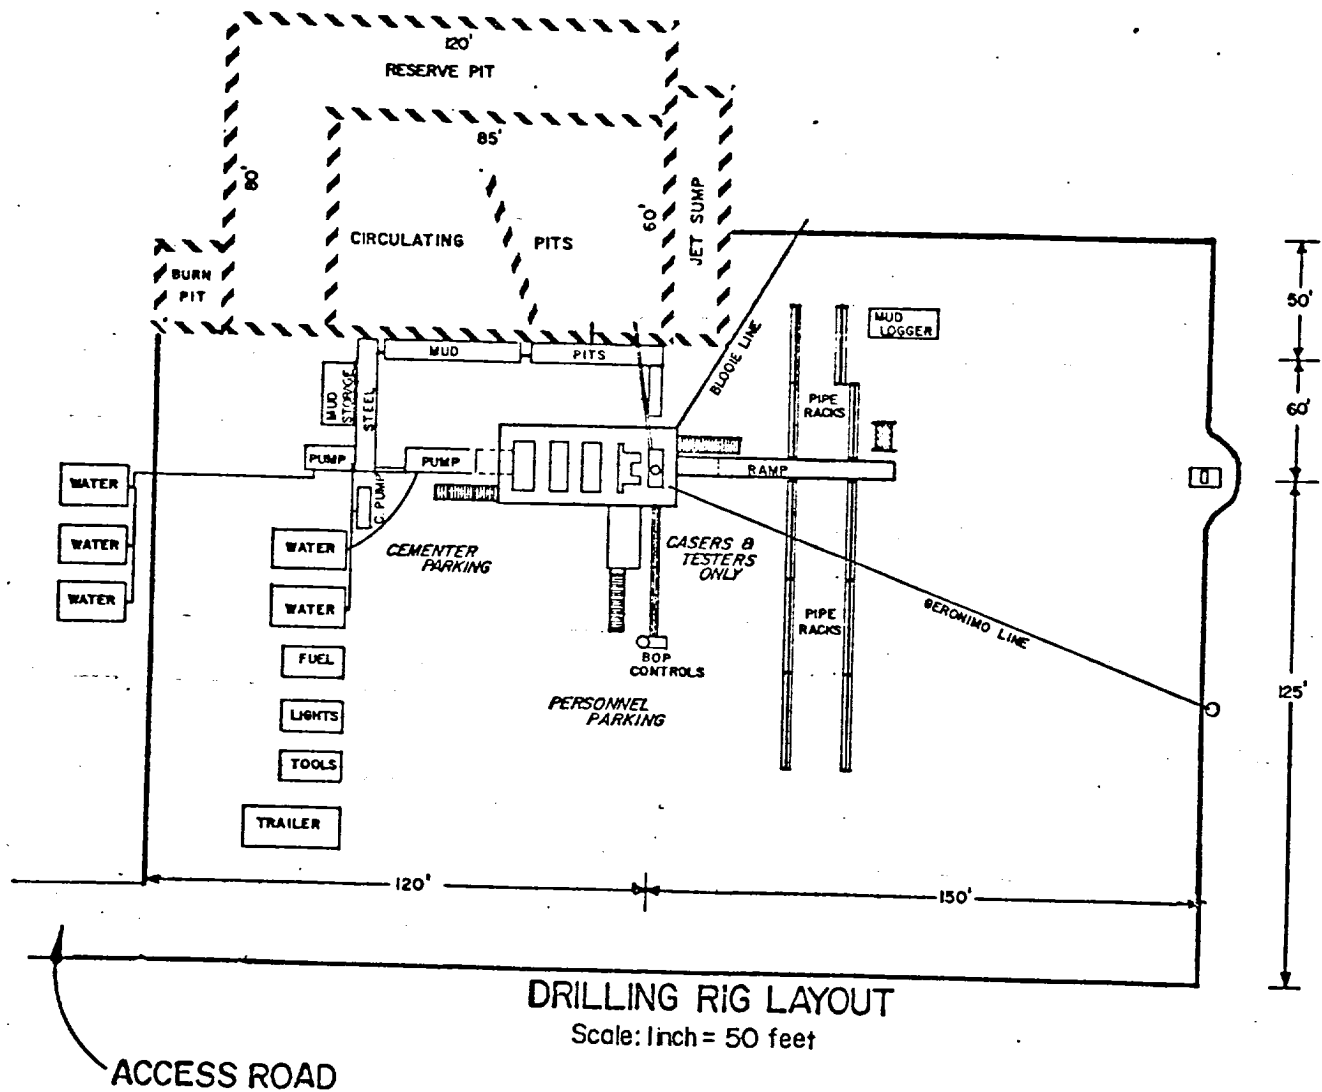 120'
RESERVE PIT
85'
80'
60'
JET SUMP
CIRCULATING PITS
BURN
PIT
50'
MUD
LOGGER
BLOOIE LINE
MUD PITS
MUD
STORAGE
STEEL
PIPE
RACKS
60'
PUMP
PUMP
RAMP
WATER
C. PUMP
WATER
WATER
CEMENTER
PARKING
CASERS &
TESTERS
ONLY
WATER
WATER
GERONIMO LINE
PIPE
RACKS
FUEL
BOP
CONTROLS
125'
LIGHTS
PERSONNEL
PARKING
TOOLS
TRAILER
120'
150'
DRILLING RIG LAYOUT
Scale: 1inch = 50 feet
ACCESS ROAD